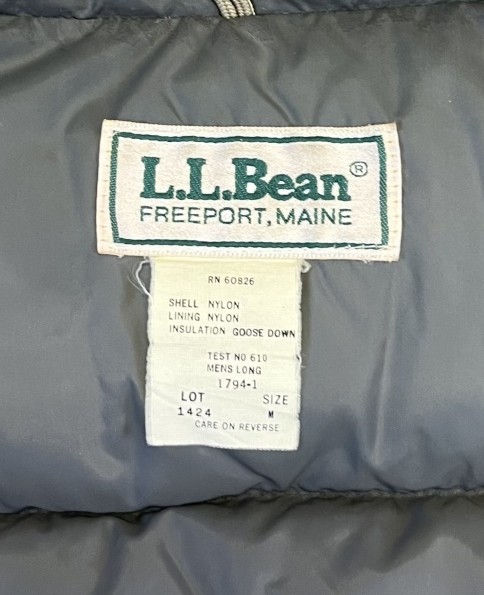 L.L.Bean®
FREEPORT, MAINE
RN 60826
SHELL NYLON
LINING NYLON
INSULATION GOOSE DOWN
TEST NO 610
MENS LONG
1794-1
LOT SIZE
1424 M
CARE ON REVERSE